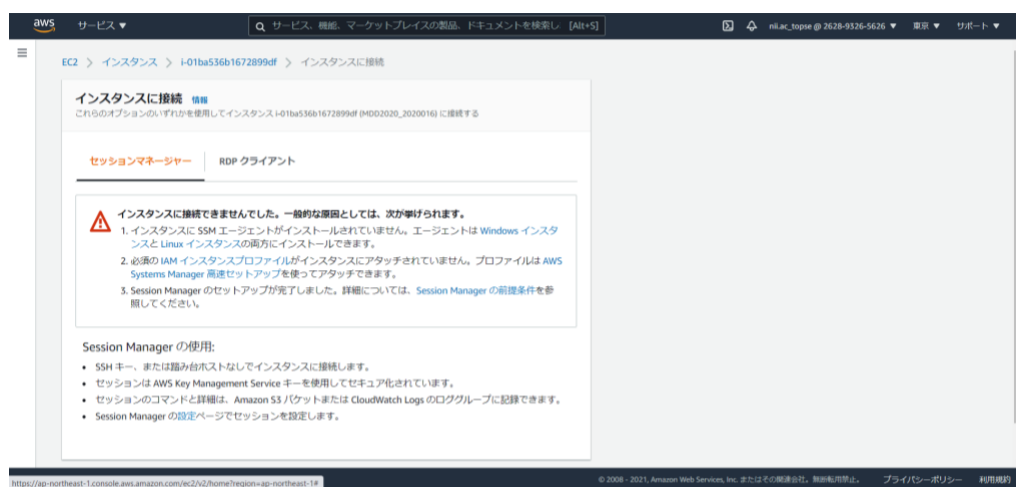 aws サービス ▼ サービス、機能、マーケットプレイスの製品、ドキュメントを検索し [Alt+S] nii.ac_topse @ 2628-9326-5626 ▼ 東京 ▼ サポート ▼
EC2 > インスタンス > i-01ba536b1672899df > インスタンスに接続
インスタンスに接続 情報
これらのオプションのいずれかを使用してインスタンス i-01ba536b1672899df (MDD2020_2020016) に接続する
セッションマネージャー RDP クライアント
インスタンスに接続できませんでした。一般的な原因としては、次が挙げられます。
1. インスタンスに SSM エージェントがインストールされていません。エージェントは Windows インスタ
ンスと Linux インスタンスの両方にインストールできます。
2. 必須の IAM インスタンスプロファイルがインスタンスにアタッチされていません。プロファイルは AWS
Systems Manager 高速セットアップを使ってアタッチできます。
3. Session Manager のセットアップが完了しました。詳細については、Session Manager の前提条件を参
照してください。
Session Manager の使用:
• SSH キー、または踏み台ホストなしでインスタンスに接続します。
• セッションは AWS Key Management Service キーを使用してセキュア化されています。
• セッションのコマンドと詳細は、Amazon S3 バケットまたは CloudWatch Logs のロググループに記録できます。
• Session Manager の設定ページでセッションを設定します。
https://ap-northeast-1.console.aws.amazon.com/ec2/v2/home?region=ap-northeast-1# © 2008 - 2021, Amazon Web Services, Inc. またはその関連会社。無断転用禁止。 プライバシーポリシー 利用規約